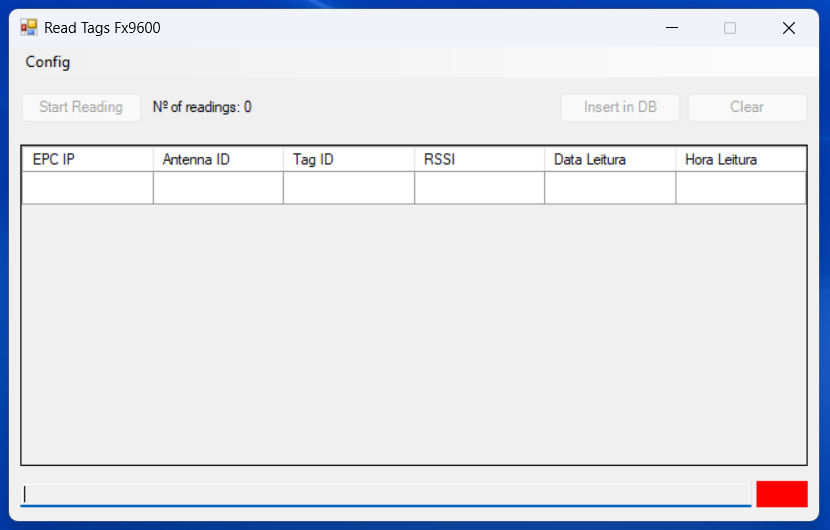 Read Tags Fx9600
Config
Start Reading Nº of readings: 0 Insert in DB Clear
EPC IP Antenna ID Tag ID RSSI Data Leitura Hora Leitura